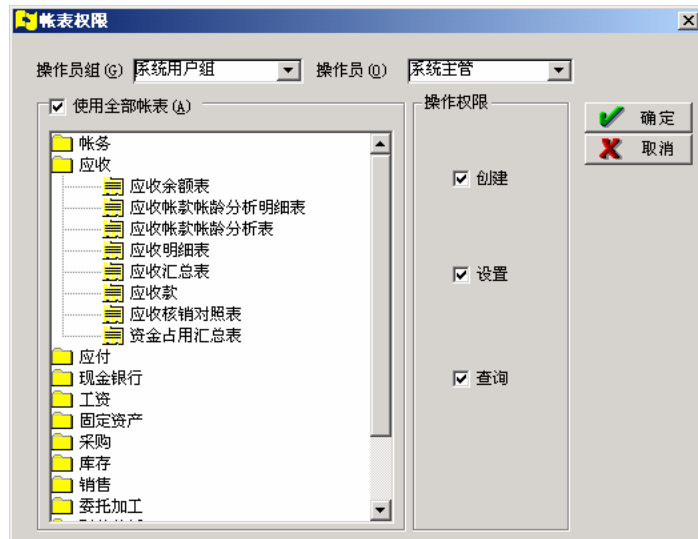 帐表权限
操作员组(G) 系统用户组 操作员(O) 系统主管
使用全部帐表(A)
帐务
应收
应收余额表
应收帐款帐龄分析明细表
应收帐款帐龄分析表
应收明细表
应收汇总表
应收款
应收核销对照表
资金占用汇总表
应付
现金银行
工资
固定资产
采购
库存
销售
委托加工
操作权限
创建
设置
查询
确定
取消